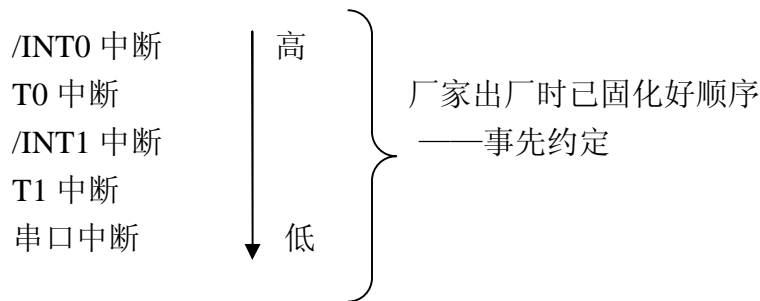 /INT0 中断
高
T0 中断
厂家出厂时已固化好顺序
/INT1 中断
——事先约定
T1 中断
串口中断
低